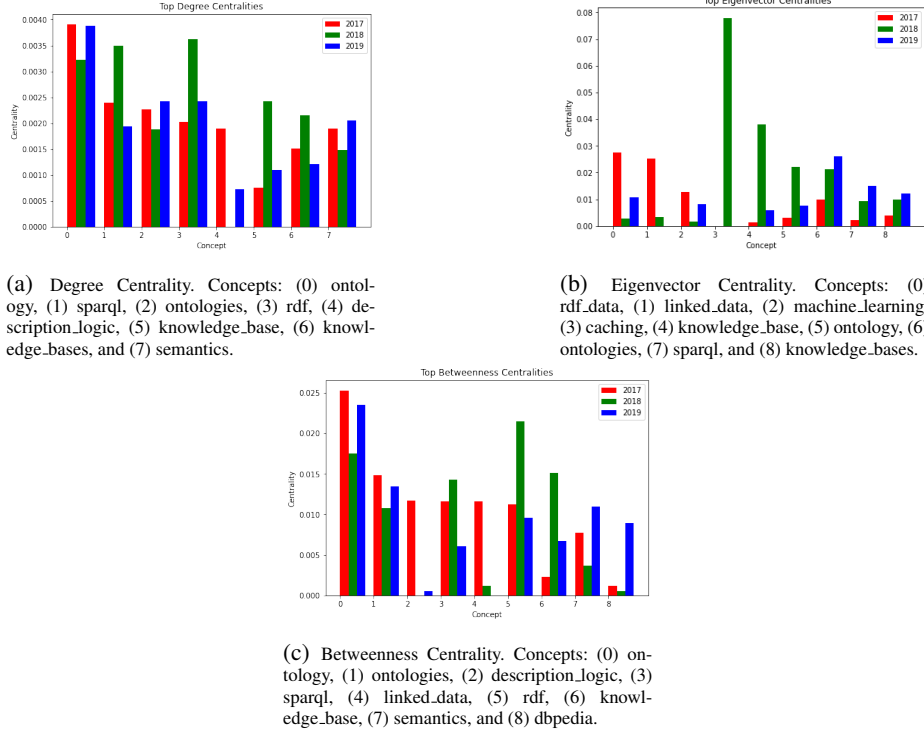 Top Degree Centralities
2017
2018
2019
0.0040
0.0035
0.0030
0.0025
0.0020
0.0015
0.0010
0.0005
0.0000
Centrality
0 1 2 3 4 5 6 7
Concept
(a) Degree Centrality. Concepts: (0) ontol-
ogy, (1) sparql, (2) ontologies, (3) rdf, (4) de-
scription_logic, (5) knowledge_base, (6) knowl-
edge_bases, and (7) semantics.
Top Eigenvector Centralities
2017
2018
2019
0.08
0.07
0.06
0.05
0.04
0.03
0.02
0.01
0.00
Centrality
0 1 2 3 4 5 6 7 8
Concept
(b) Eigenvector Centrality. Concepts: (0)
rdf_data, (1) linked_data, (2) machine_learning
(3) caching, (4) knowledge_base, (5) ontology, (6)
ontologies, (7) sparql, and (8) knowledge_bases.
Top Betweenness Centralities
2017
2018
2019
0.025
0.020
0.015
0.010
0.005
0.000
Centrality
0 1 2 3 4 5 6 7 8
Concept
(c) Betweenness Centrality. Concepts: (0) on-
tology, (1) ontologies, (2) description_logic, (3)
sparql, (4) linked_data, (5) rdf, (6) knowl-
edge_base, (7) semantics, and (8) dbpedia.